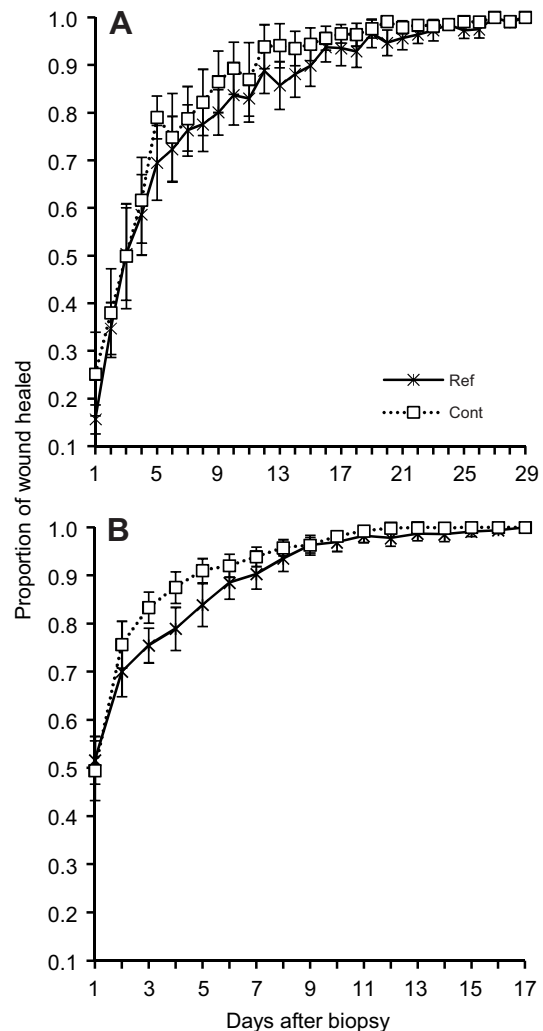 A
1.0
0.9
0.8
0.7
0.6
0.5
0.4
0.3
0.2
0.1
1 5 9 13 17 21 25 29
Ref
Cont
Proportion of wound healed
B
1.0
0.9
0.8
0.7
0.6
0.5
0.4
0.3
0.2
0.1
1 3 5 7 9 11 13 15 17
Days after biopsy